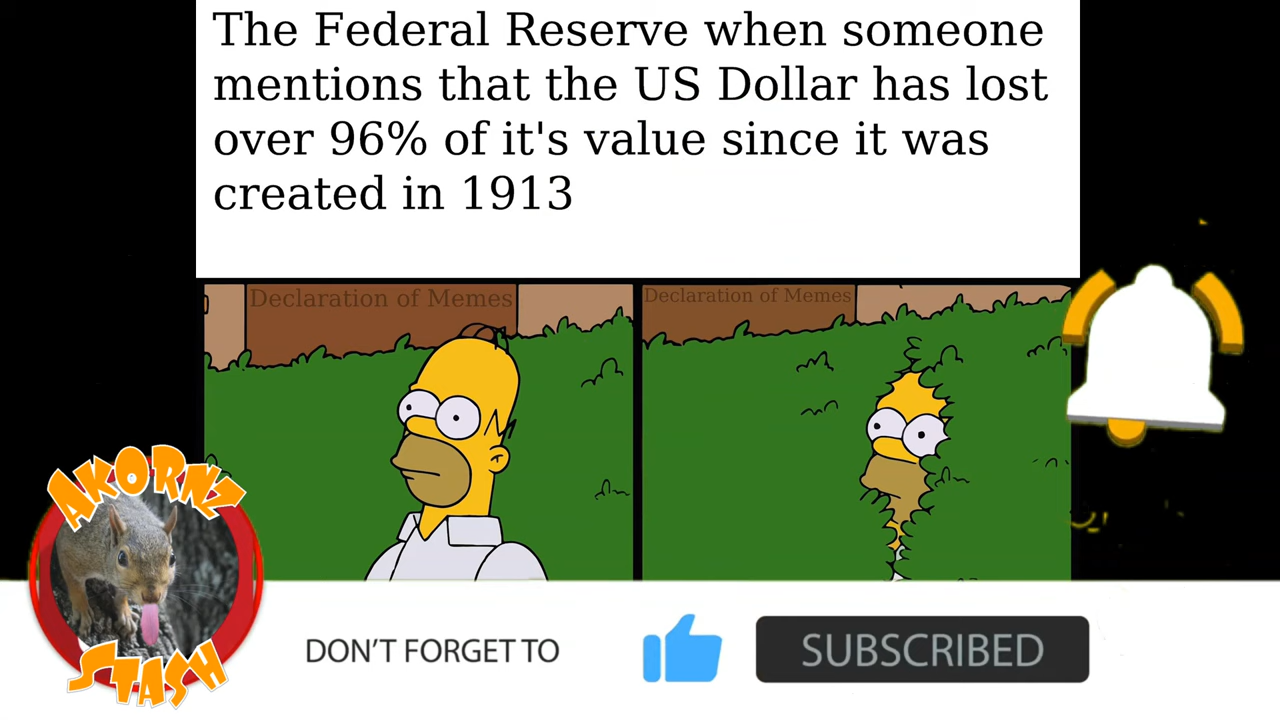 The Federal Reserve when someone
mentions that the US Dollar has lost
over 96% of it's value since it was
created in 1913
Declaration of Memes
Declaration of Memes
AKORNZ
STASH
DON'T FORGET TO
SUBSCRIBED